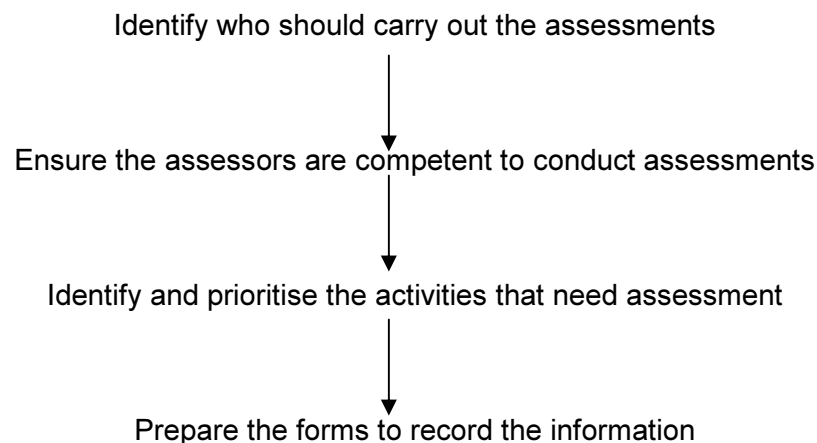 Identify who should carry out the assessments
Ensure the assessors are competent to conduct assessments
Identify and prioritise the activities that need assessment
Prepare the forms to record the information